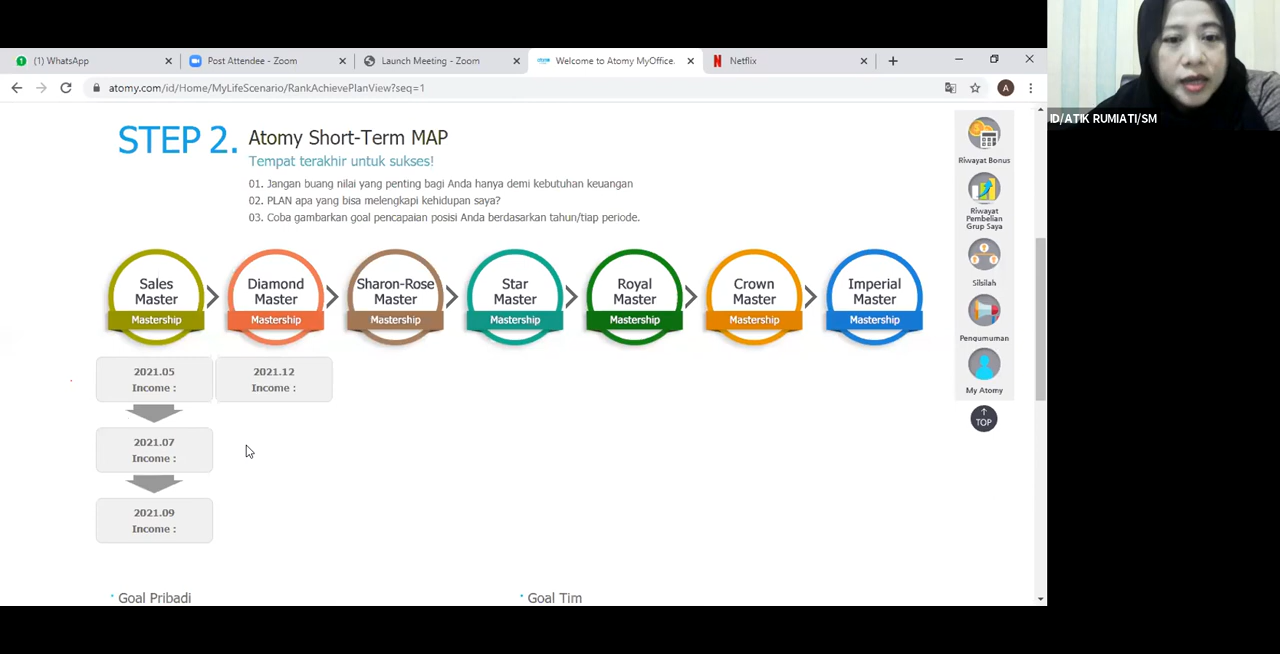 (1) WhatsApp
Post Attendee - Zoom
Launch Meeting - Zoom
Welcome to Atomy MyOffice.
Netflix
atomy.com/id/Home/MyLifeScenario/RankAchievePlanView?seq=1
A
ID/ATIK RUMIATI/SM
STEP 2.
Atomy Short-Term MAP
Tempat terakhir untuk sukses!
01. Jangan buang nilai yang penting bagi Anda hanya demi kebutuhan keuangan
02. PLAN apa yang bisa melengkapi kehidupan saya?
03. Coba gambarkan goal pencapaian posisi Anda berdasarkan tahun/tiap periode.
Sales
Master
Mastership
Diamond
Master
Mastership
Sharon-Rose
Master
Mastership
Star
Master
Mastership
Royal
Master
Mastership
Crown
Master
Mastership
Imperial
Master
Mastership
2021.05
Income :
2021.12
Income :
2021.07
Income :
2021.09
Income :
Goal Pribadi
Goal Tim
Riwayat Bonus
Riwayat
Pembelian
Grup Saya
Silsilah
Pengumuman
My Atomy
TOP